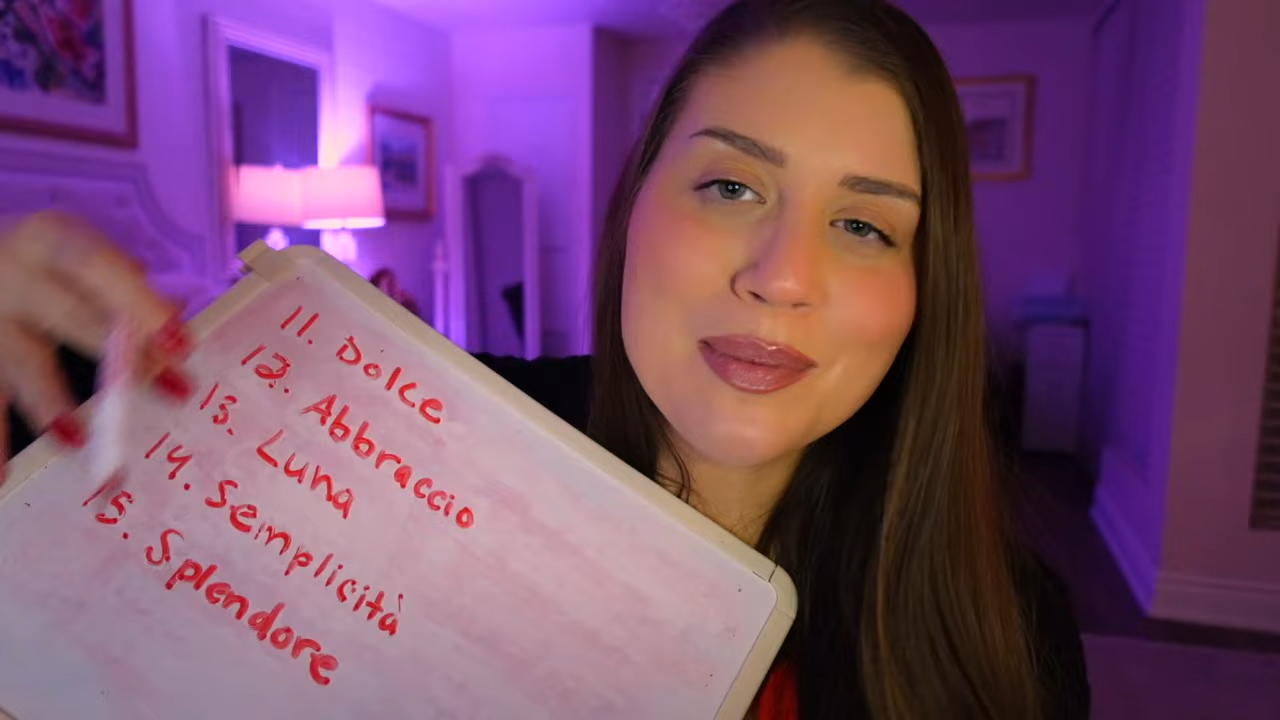 11. Dolce
12. Abbraccio
13. Luna
14. Semplicità
15. Splendore